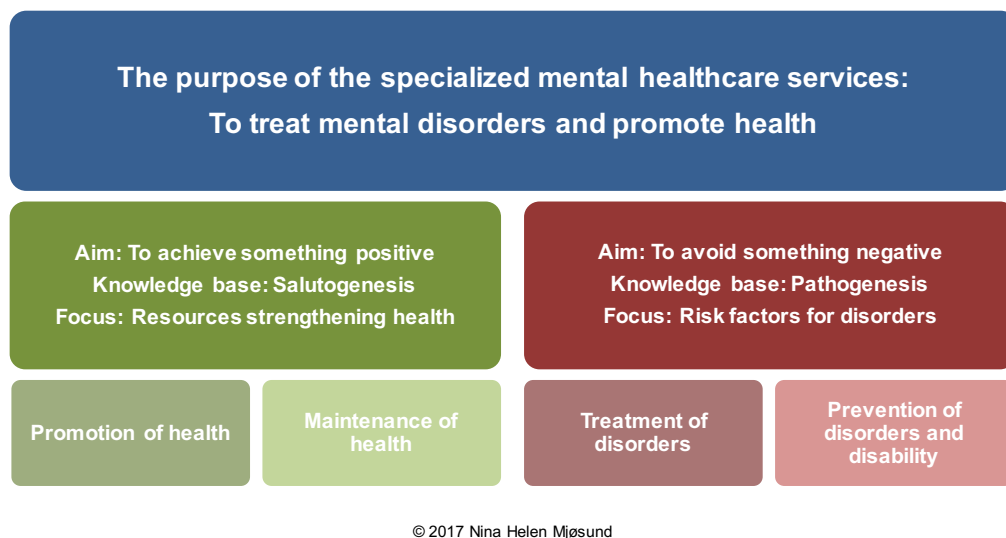 The purpose of the specialized mental healthcare services:
To treat mental disorders and promote health
Aim: To achieve something positive
Knowledge base: Salutogenesis
Focus: Resources strengthening health
Aim: To avoid something negative
Knowledge base: Pathogenesis
Focus: Risk factors for disorders
Promotion of health
Maintenance of
health
Treatment of
disorders
Prevention of
disorders and
disability
© 2017 Nina Helen Mjøsund